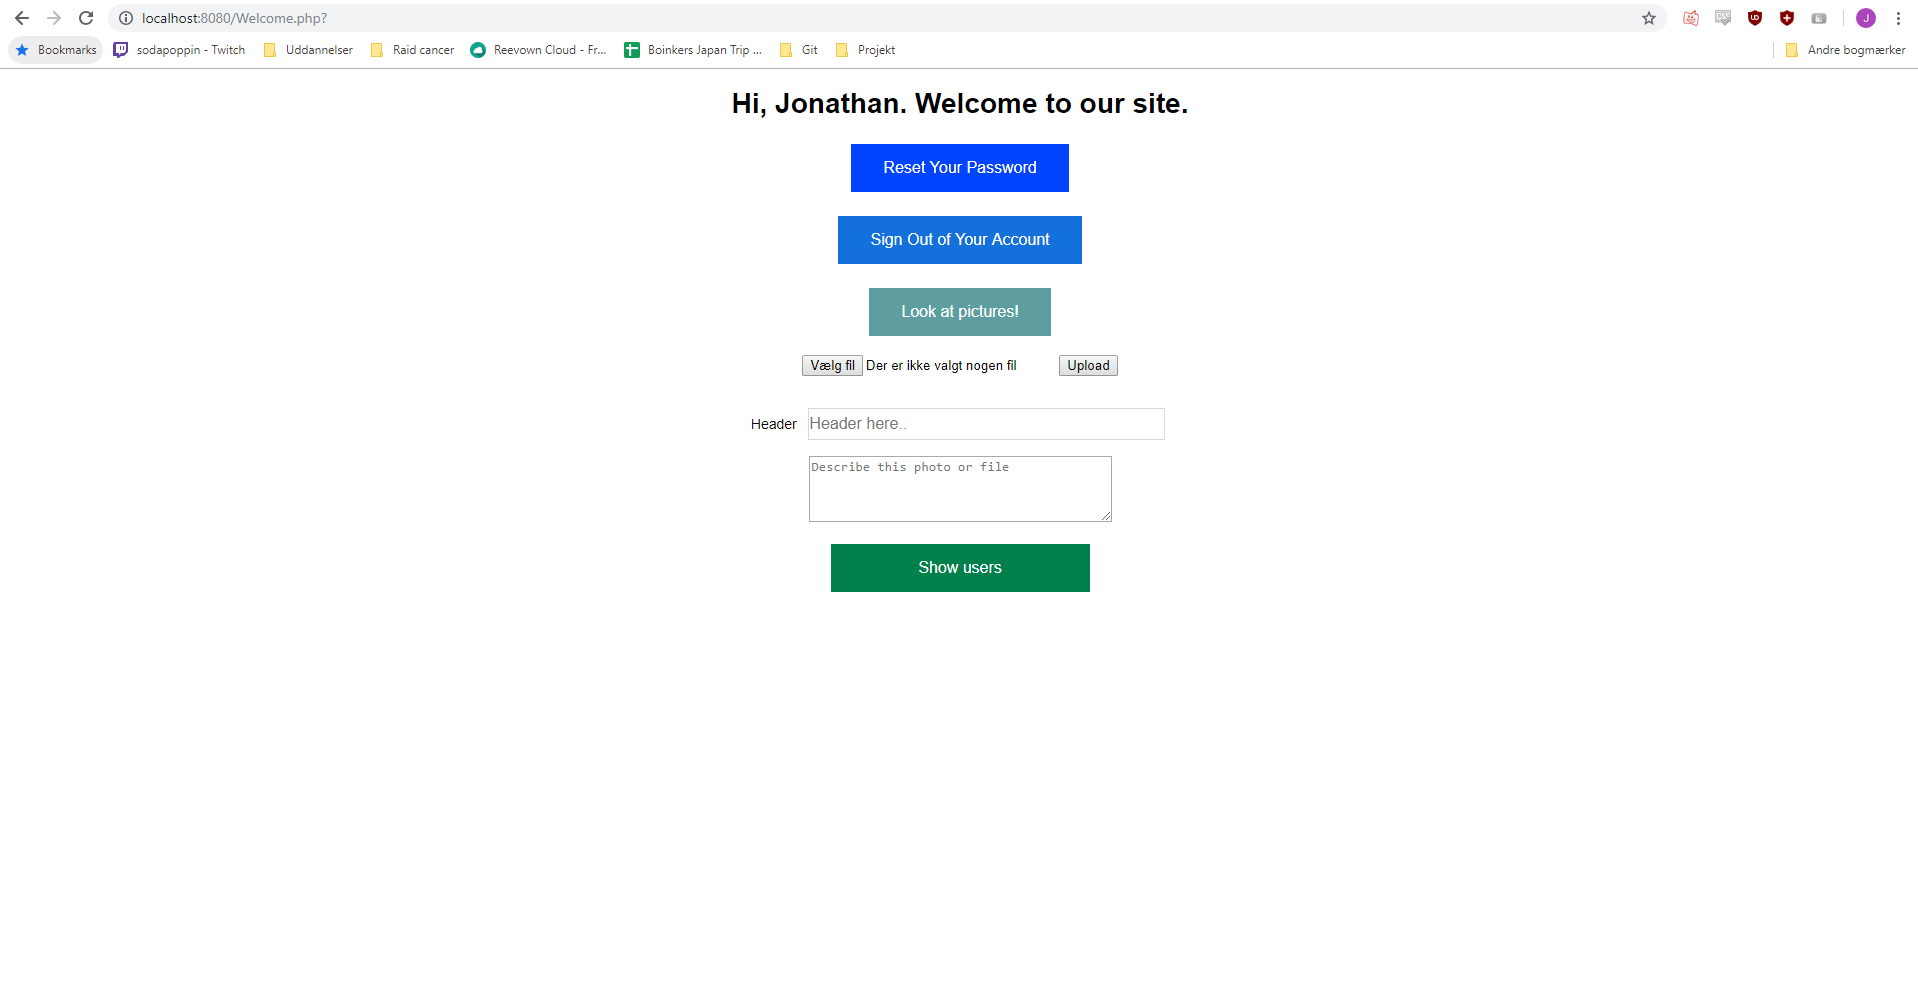 localhost:8080/Welcome.php?
Bookmarks sodapoppin - Twitch Uddannelser Raid cancer Reevown Cloud - Fr... Boinkers Japan Trip ... Git Projekt Andre bogmærker
Hi, Jonathan. Welcome to our site.
Reset Your Password
Sign Out of Your Account
Look at pictures!
Vælg fil Der er ikke valgt nogen fil Upload
Header Header here..
Describe this photo or file
Show users